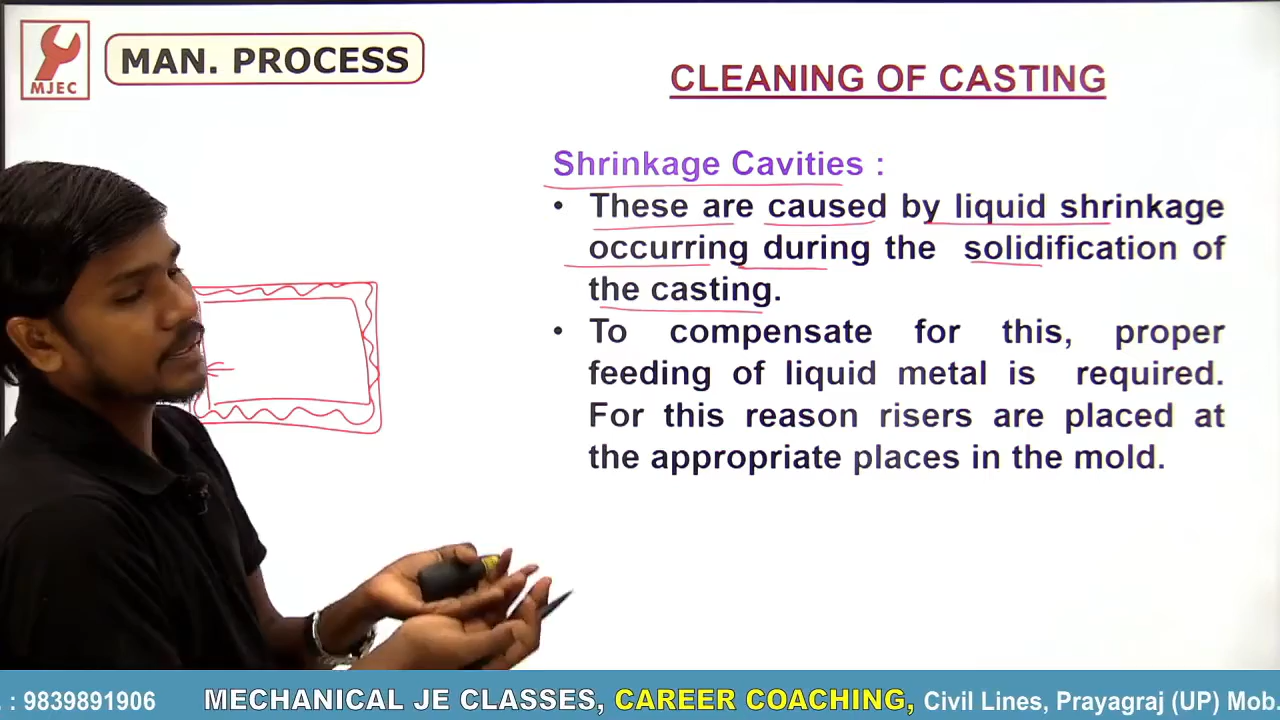 MJEC
MAN. PROCESS
CLEANING OF CASTING
Shrinkage Cavities :
• These are caused by liquid shrinkage
occurring during the solidification of
the casting.
• To compensate for this, proper
feeding of liquid metal is required.
For this reason risers are placed at
the appropriate places in the mold.
. : 9839891906 MECHANICAL JE CLASSES, CAREER COACHING, Civil Lines, Prayagraj (UP) Mob.